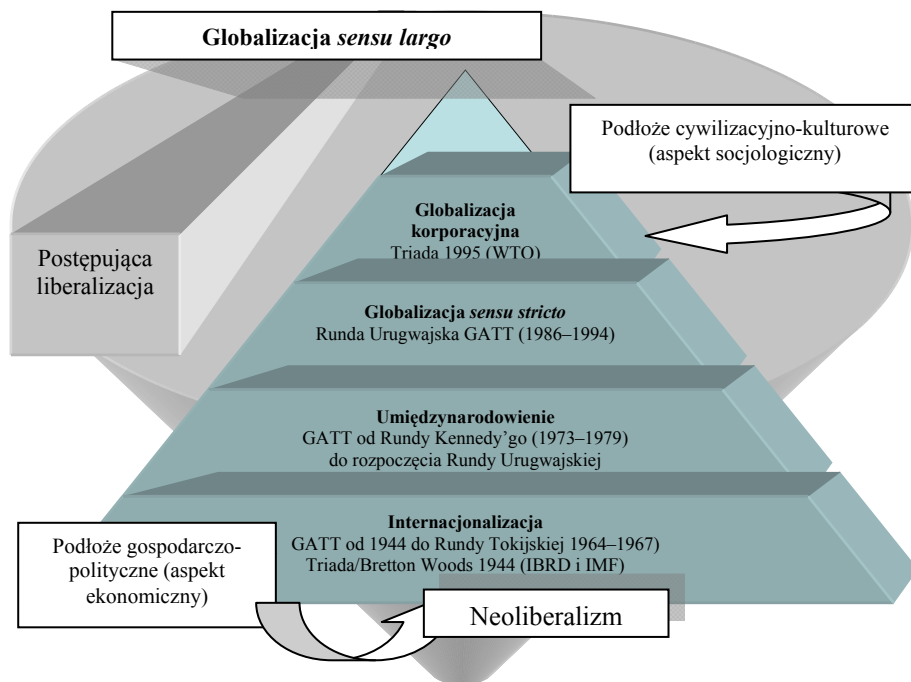 Globalizacja sensu largo
Podłoże cywilizacyjno-kulturowe
(aspekt socjologiczny)
Postępująca
liberalizacja
Globalizacja
korporacyjna
Triada 1995 (WTO)
Globalizacja sensu stricto
Runda Urugwajska GATT (1986–1994)
Umiędzynarodowienie
GATT od Rundy Kennedy’go (1973–1979)
do rozpoczęcia Rundy Urugwajskiej
Internacjonalizacja
GATT od 1944 do Rundy Tokijskiej 1964–1967)
Triada/Bretton Woods 1944 (IBRD i IMF)
Podłoże gospodarczo-
polityczne (aspekt
ekonomiczny)
Neoliberalizm